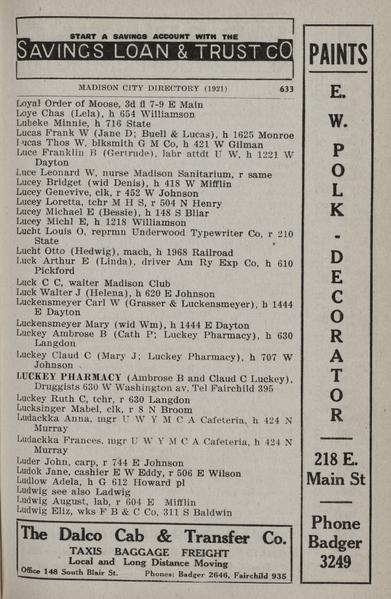 START A SAVINGS ACCOUNT WITH THE
SAVINGS LOAN & TRUST CO
MADISON CITY DIRECTORY (1921) 633
Loyal Order of Moose, 3d fl 7-9 E Main
Loye Chas (Lela), h 654 Williamson
Lubeke Minnie, h 716 State
Lucas Frank W (Jane D; Buell & Lucas), h 1625 Monroe
Lucas Thos W, blksmith G M Co, h 421 W Gilman
Luce Franklin B (Gertrude), labr attdt U W, h 1221 W
Dayton
Luce Leonard W, nurse Madison Sanitarium, r same
Lucey Bridget (wid Denis), h 418 W Mifflin
Lucey Genevive, clk, r 452 W Johnson
Lucey Loretta, tchr M H S, r 504 N Henry
Lucey Michael E (Bessie), h 148 S Bliar
Lucey Michl E, h 1218 Williamson
Lucht Louis O, reprmn Underwood Typewriter Co, r 210
State
Lucht Otto (Hedwig), mach, h 1968 Railroad
Luck Arthur E (Linda), driver Am Ry Exp Co, h 610
Pickford
Luck C C, waiter Madison Club
Luck Walter J (Helena), h 620 E Johnson
Luckensmeyer Carl W (Grasser & Luckensmeyer), h 1444
E Dayton
Luckensmeyer Mary (wid Wm), h 1444 E Dayton
Luckey Ambrose B (Cath P; Luckey Pharmacy), h 630
Langdon
Luckey Claud C (Mary J; Luckey Pharmacy), h 707 W
Johnson
LUCKEY PHARMACY (Ambrose B and Claud C Luckey),
Druggists 630 W Washington av, Tel Fairchild 395
Luckey Ruth C, tchr, r 630 Langdon
Lucksinger Mabel, clk, r 8 N Broom
Ludackka Anna, mgr U W Y M C A Cafeteria, h 424 N
Murray
Ludackka Frances, mgr U W Y M C A Cafeteria, h 424 N
Murray
Luder John, carp, r 744 E Johnson
Ludok Jane, cashier E W Eddy, r 506 E Wilson
Ludlow Adela, h G 612 Howard pl
Ludwig see also Ladwig
Ludwig August, lab, r 604 E Mifflin
Ludwig Eliz, wks F B & C Co, 311 S Baldwin
The Dalco Cab & Transfer Co.
TAXIS BAGGAGE FREIGHT
Local and Long Distance Moving
Office 148 South Blair St. Phones: Badger 2646, Fairchild 935
PAINTS
E. W. POLK - DECORATOR
218 E.
Main St
Phone
Badger
3249